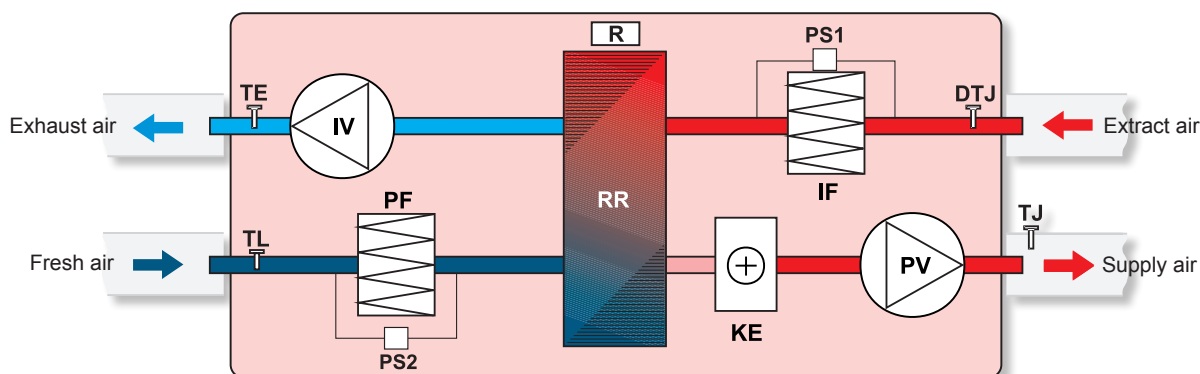 R
PS1
TE
DTJ
Exhaust air
IV
Extract air
IF
PF
RR
TJ
TL
Fresh air
PV
Supply air
KE
PS2